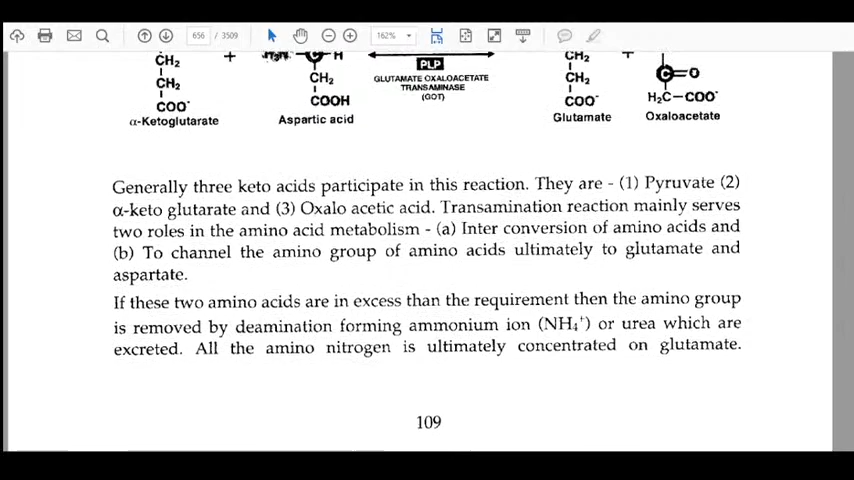 656 / 3509
162%
CH₂ + C H CH₂ +
CH₂ CH₂ PLP CH₂ C=O
COO⁻ COOH GLUTAMATE OXALOACETATE TRANSAMINASE (GOT) COO⁻ H₂C–COO⁻
α-Ketoglutarate Aspartic acid Glutamate Oxaloacetate
Generally three keto acids participate in this reaction. They are - (1) Pyruvate (2)
α-keto glutarate and (3) Oxalo acetic acid. Transamination reaction mainly serves
two roles in the amino acid metabolism - (a) Inter conversion of amino acids and
(b) To channel the amino group of amino acids ultimately to glutamate and
aspartate.
If these two amino acids are in excess than the requirement then the amino group
is removed by deamination forming ammonium ion (NH₄⁺) or urea which are
excreted. All the amino nitrogen is ultimately concentrated on glutamate.
109